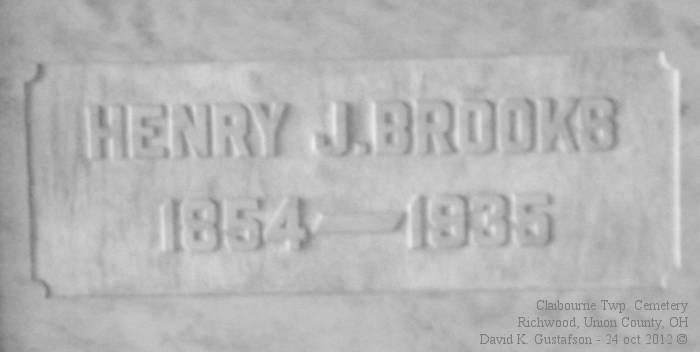 HENRY J. BROOKS
1854—1935
Claibourne Twp Cemetery
Richwood, Union County, OH
David K. Gustafson - 24 oct 2012 ©